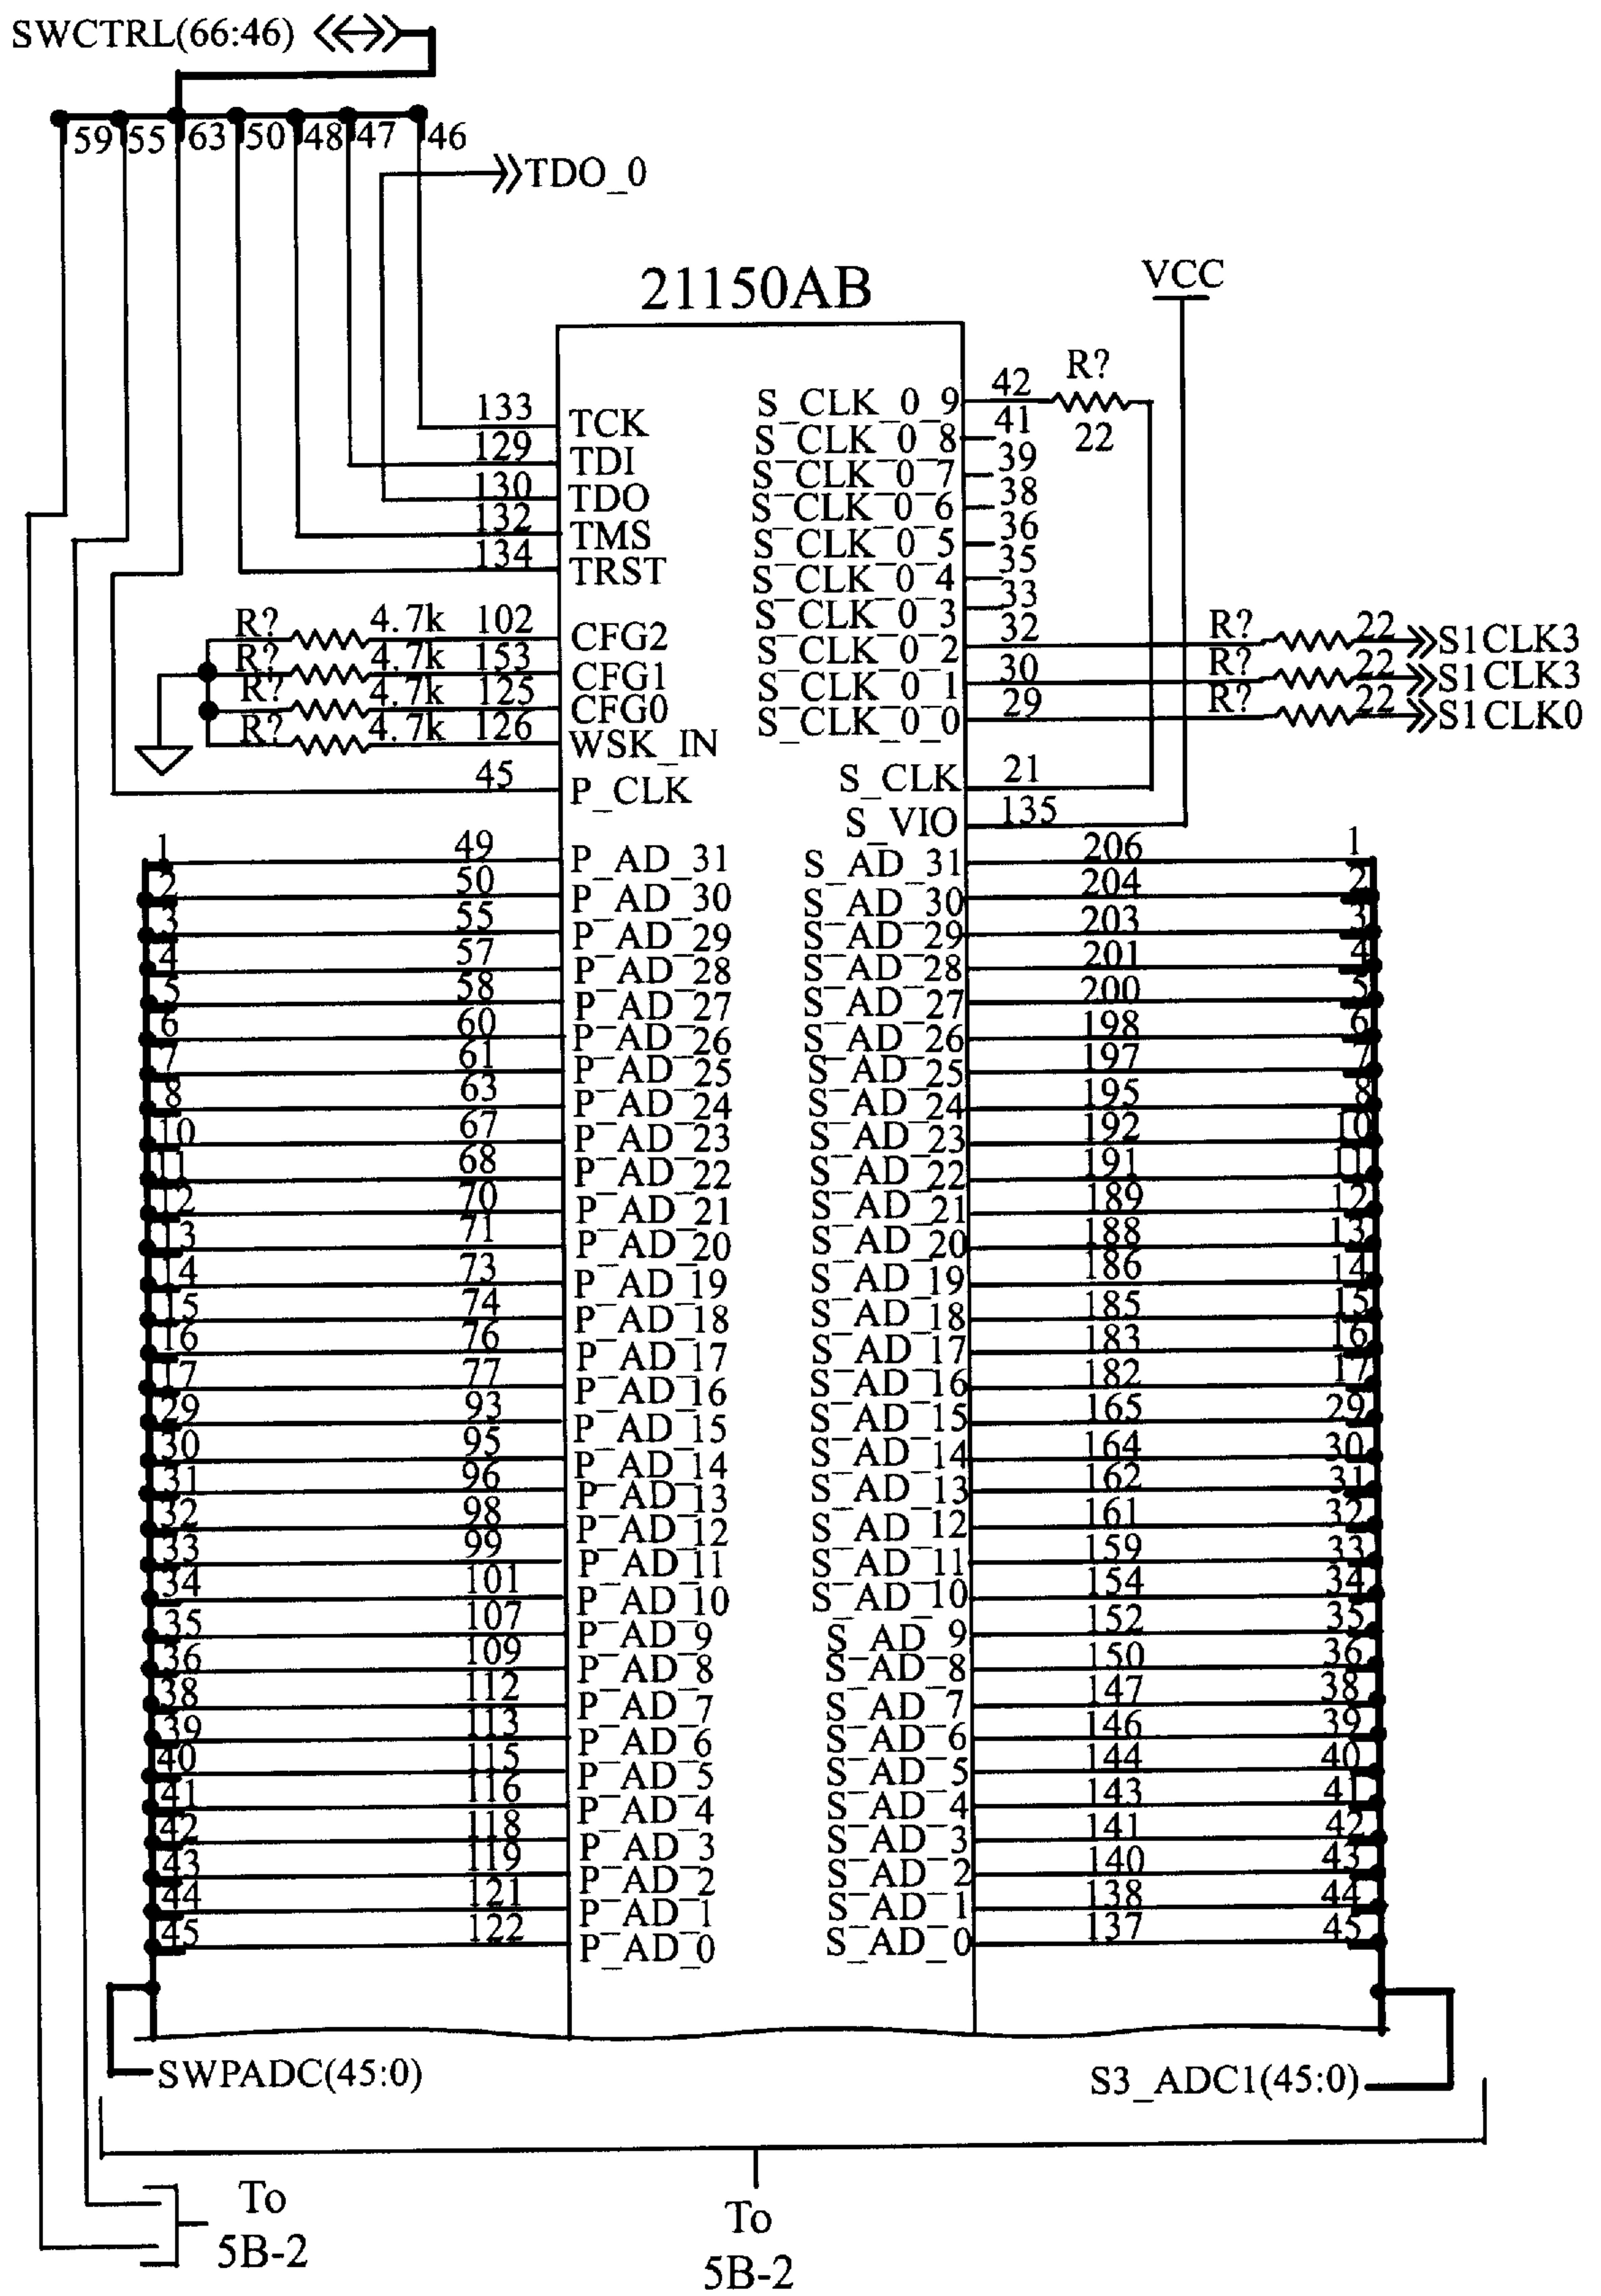 SWCTRL(66:46)
59 55 63 50 48 47 46
TDO_0
21150AB
VCC
133 TCK
129 TDI
130 TDO
132 TMS
134 TRST
R? 4.7k 102 CFG2
R? 4.7k 153 CFG1
R? 4.7k 125 CFG0
R? 4.7k 126 WSK_IN
45 P_CLK
S_CLK_0_9 42 R? 22
S_CLK_0_8 41
S_CLK_0_7 39
S_CLK_0_6 38
S_CLK_0_5 36
S_CLK_0_4 35
S_CLK_0_3 33
S_CLK_0_2 32 R? 22 S1CLK3
S_CLK_0_1 30 R? 22 S1CLK3
S_CLK_0_0 29 R? 22 S1CLK0
S_CLK 21
S_VIO 135
1 49 P_AD_31 S_AD_31 206 1
2 50 P_AD_30 S_AD_30 204 2
3 55 P_AD_29 S_AD_29 203 3
4 57 P_AD_28 S_AD_28 201 4
5 58 P_AD_27 S_AD_27 200 5
6 60 P_AD_26 S_AD_26 198 6
7 61 P_AD_25 S_AD_25 197 7
8 63 P_AD_24 S_AD_24 195 8
10 67 P_AD_23 S_AD_23 192 10
11 68 P_AD_22 S_AD_22 191 11
12 70 P_AD_21 S_AD_21 189 12
13 71 P_AD_20 S_AD_20 188 13
14 73 P_AD_19 S_AD_19 186 14
15 74 P_AD_18 S_AD_18 185 15
16 76 P_AD_17 S_AD_17 183 16
17 77 P_AD_16 S_AD_16 182 17
29 93 P_AD_15 S_AD_15 165 29
30 95 P_AD_14 S_AD_14 164 30
31 96 P_AD_13 S_AD_13 162 31
32 98 P_AD_12 S_AD_12 161 32
33 99 P_AD_11 S_AD_11 159 33
34 101 P_AD_10 S_AD_10 154 34
35 107 P_AD_9 S_AD_9 152 35
36 109 P_AD_8 S_AD_8 150 36
38 112 P_AD_7 S_AD_7 147 38
39 113 P_AD_6 S_AD_6 146 39
40 115 P_AD_5 S_AD_5 144 40
41 116 P_AD_4 S_AD_4 143 41
42 118 P_AD_3 S_AD_3 141 42
43 119 P_AD_2 S_AD_2 140 43
44 121 P_AD_1 S_AD_1 138 44
45 122 P_AD_0 S_AD_0 137 45
SWPADC(45:0)
S3_ADC1(45:0)
To
5B-2
To
5B-2